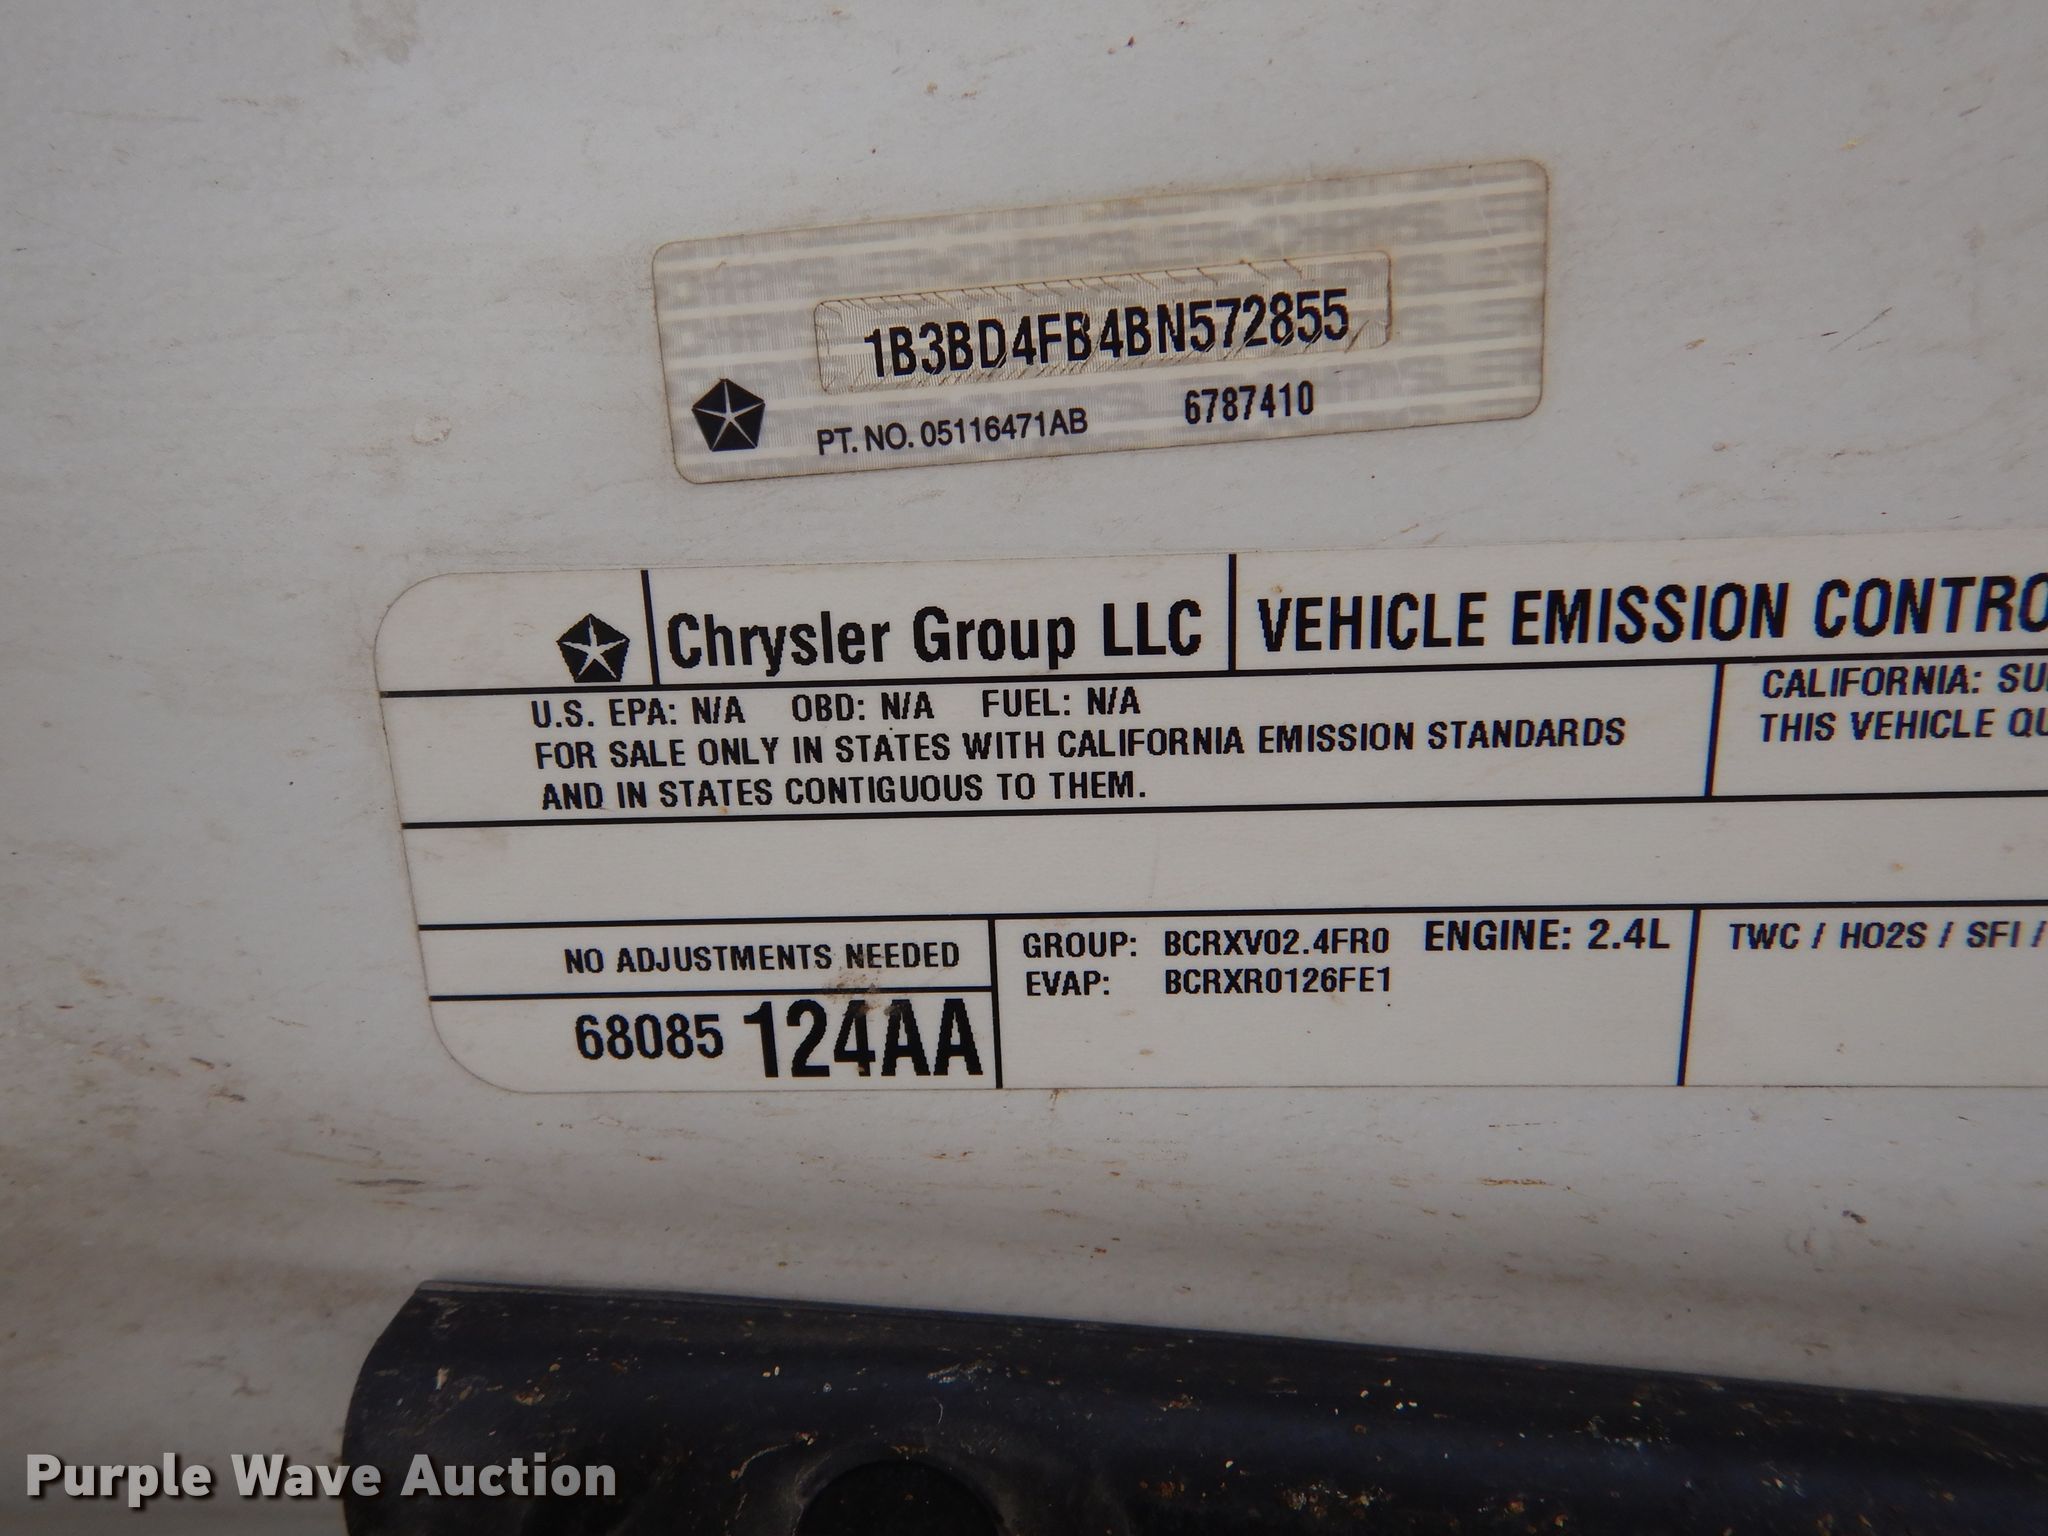 1B3BD4FB4BN572855
PT. NO. 05116471AB 6787410
Chrysler Group LLC VEHICLE EMISSION CONTRO
U.S. EPA: N/A OBD: N/A FUEL: N/A
FOR SALE ONLY IN STATES WITH CALIFORNIA EMISSION STANDARDS
AND IN STATES CONTIGUOUS TO THEM.
CALIFORNIA: SU
THIS VEHICLE QU
NO ADJUSTMENTS NEEDED
68085 124AA
GROUP: BCRXV02.4FR0 ENGINE: 2.4L
EVAP: BCRXR0126FE1
TWC / HO2S / SFI /
Purple Wave Auction